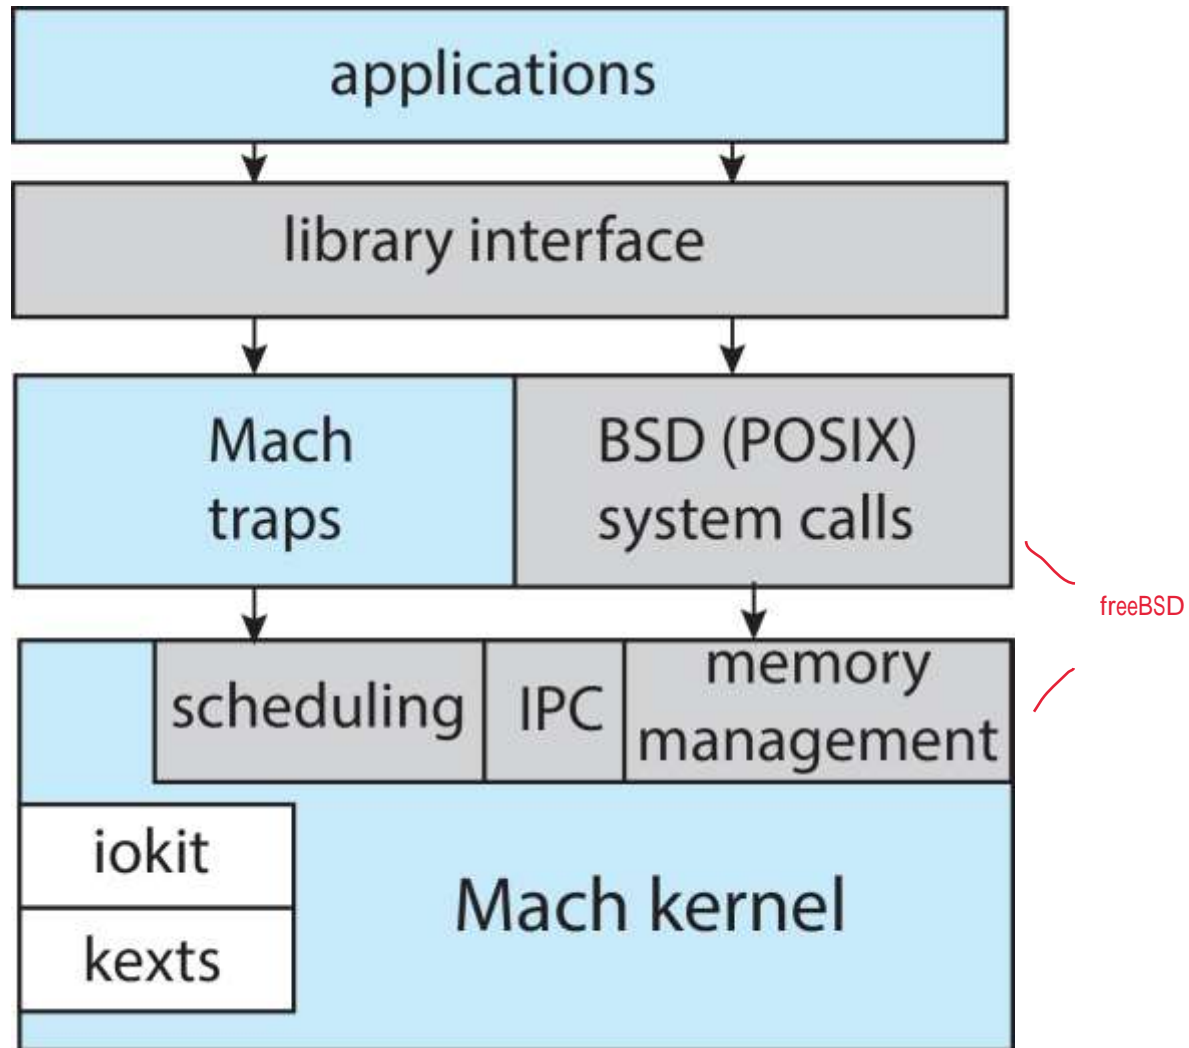 applications
library interface
Mach
traps
BSD (POSIX)
system calls
freeBSD
scheduling
IPC
memory
management
iokit
kexts
Mach kernel